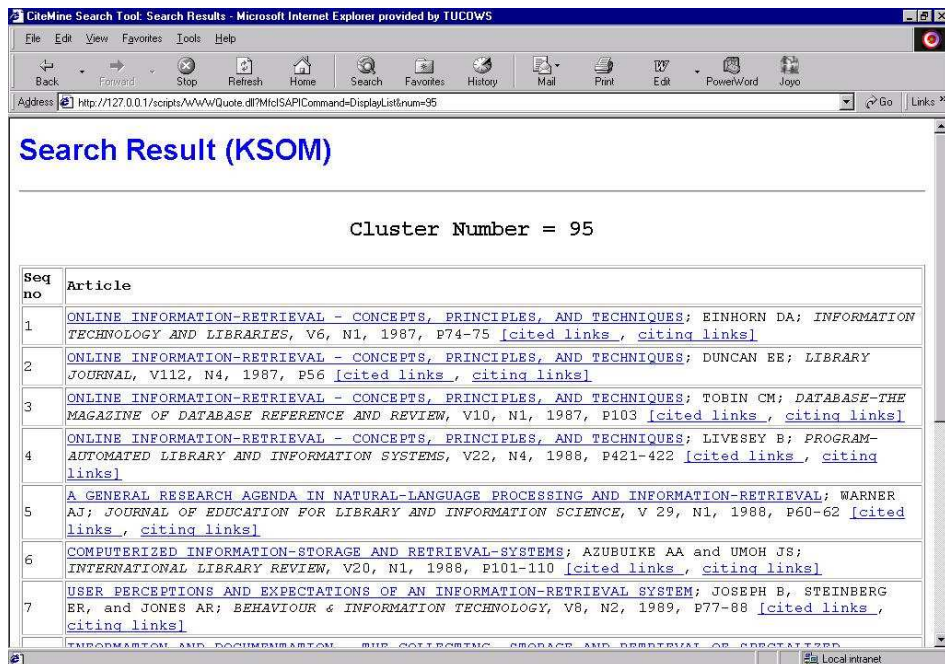 CiteMine Search Tool: Search Results - Microsoft Internet Explorer provided by TUCOWS
File Edit View Favorites Tools Help
Back Forward Stop Refresh Home Search Favorites History Mail Print Edit PowerWord Joyo
Address http://127.0.0.1/scripts/WWWQuote.dll?MfcISAPICommand=DisplayList&num=95 Go Links »
Search Result (KSOM)
Cluster Number = 95
Seq no Article
1 ONLINE INFORMATION-RETRIEVAL - CONCEPTS, PRINCIPLES, AND TECHNIQUES; EINHORN DA; INFORMATION
TECHNOLOGY AND LIBRARIES, V6, N1, 1987, P74-75 [cited links , citing links]
2 ONLINE INFORMATION-RETRIEVAL - CONCEPTS, PRINCIPLES, AND TECHNIQUES; DUNCAN EE; LIBRARY
JOURNAL, V112, N4, 1987, P56 [cited links , citing links]
3 ONLINE INFORMATION-RETRIEVAL - CONCEPTS, PRINCIPLES, AND TECHNIQUES; TOBIN CM; DATABASE-THE
MAGAZINE OF DATABASE REFERENCE AND REVIEW, V10, N1, 1987, P103 [cited links , citing links]
4 ONLINE INFORMATION-RETRIEVAL - CONCEPTS, PRINCIPLES, AND TECHNIQUES; LIVESEY B; PROGRAM-
AUTOMATED LIBRARY AND INFORMATION SYSTEMS, V22, N4, 1988, P421-422 [cited links , citing
links]
5 A GENERAL RESEARCH AGENDA IN NATURAL-LANGUAGE PROCESSING AND INFORMATION-RETRIEVAL; WARNER
AJ; JOURNAL OF EDUCATION FOR LIBRARY AND INFORMATION SCIENCE, V 29, N1, 1988, P60-62 [cited
links , citing links]
6 COMPUTERIZED INFORMATION-STORAGE AND RETRIEVAL-SYSTEMS; AZUBUIKE AA and UMOH JS;
INTERNATIONAL LIBRARY REVIEW, V20, N1, 1988, P101-110 [cited links , citing links]
7 USER PERCEPTIONS AND EXPECTATIONS OF AN INFORMATION-RETRIEVAL SYSTEM; JOSEPH B, STEINBERG
ER, and JONES AR; BEHAVIOUR & INFORMATION TECHNOLOGY, V8, N2, 1989, P77-88 [cited links ,
citing links]
INFORMATION AND DOCUMENTATION - THE COLLECTING, STORAGE AND RETRIEVAL OF SPECIALIZED
Local intranet